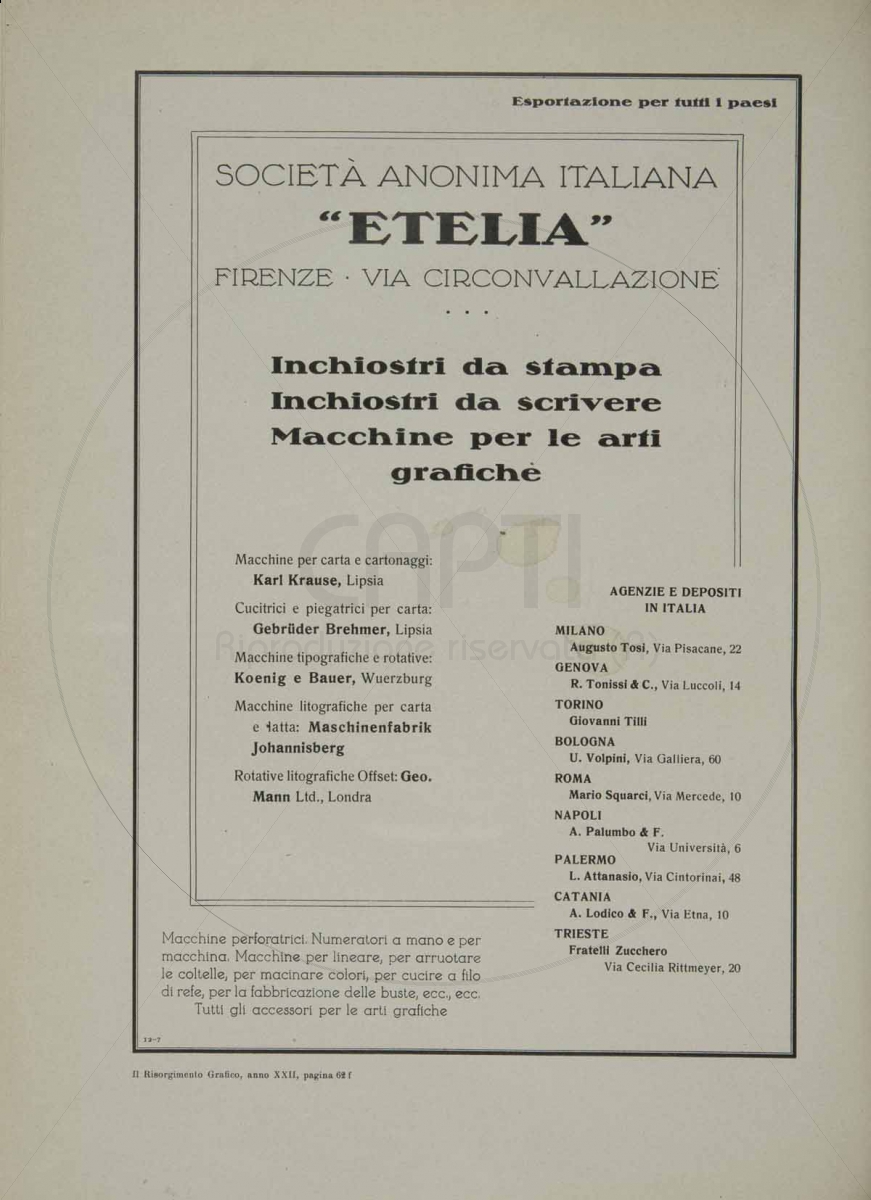 Esportazione per tutti i paesi
SOCIETÀ ANONIMA ITALIANA
“ETELIA”
FIRENZE · VIA CIRCONVALLAZIONE
• • •
Inchiostri da stampa
Inchiostri da scrivere
Macchine per le arti
grafiche
Macchine per carta e cartonaggi:
Karl Krause, Lipsia
Cucitrici e piegatrici per carta:
Gebrüder Brehmer, Lipsia
Macchine tipografiche e rotative:
Koenig e Bauer, Wuerzburg
Macchine litografiche per carta
e latta: Maschinenfabrik
Johannisberg
Rotative litografiche Offset: Geo.
Mann Ltd., Londra
Macchine perforatrici. Numeratori a mano e per
macchina. Macchine per lineare, per arruotare
le coltelle, per macinare colori, per cucire a filo
di refe, per la fabbricazione delle buste, ecc., ecc.
Tutti gli accessori per le arti grafiche
AGENZIE E DEPOSITI
IN ITALIA
MILANO
Augusto Tosi, Via Pisacane, 22
GENOVA
R. Tonissi & C., Via Luccoli, 14
TORINO
Giovanni Tilli
BOLOGNA
U. Volpini, Via Galliera, 60
ROMA
Mario Squarci, Via Mercede, 10
NAPOLI
A. Palumbo & F.
Via Università, 6
PALERMO
L. Attanasio, Via Cintorinai, 48
CATANIA
A. Lodico & F., Via Etna, 10
TRIESTE
Fratelli Zucchero
Via Cecilia Rittmeyer, 20
12-7
Il Risorgimento Grafico, anno XXII, pagina
CAPTI
Riproduzione riservata